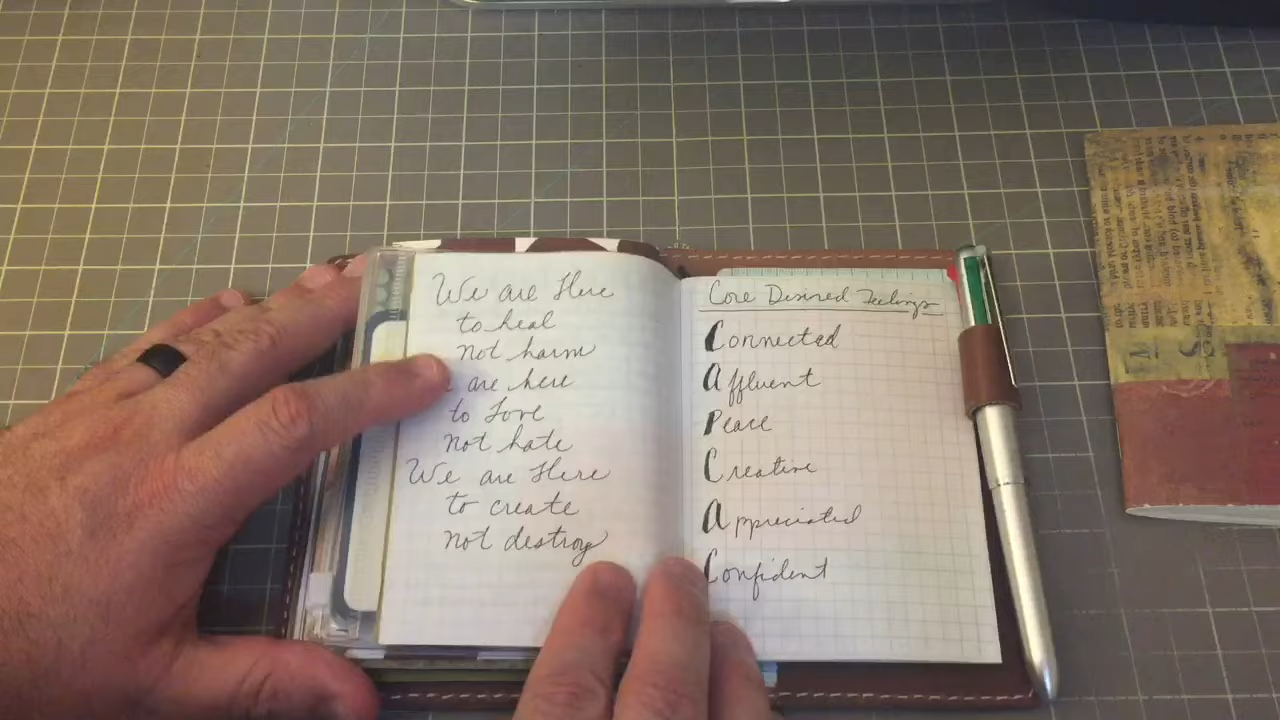 We are Here
to heal
not harm
are here
to Love
not hate
We are Here
to create
not destroy
Core Desired Feelings
Connected
Affluent
Peace
Creative
Appreciated
Confident